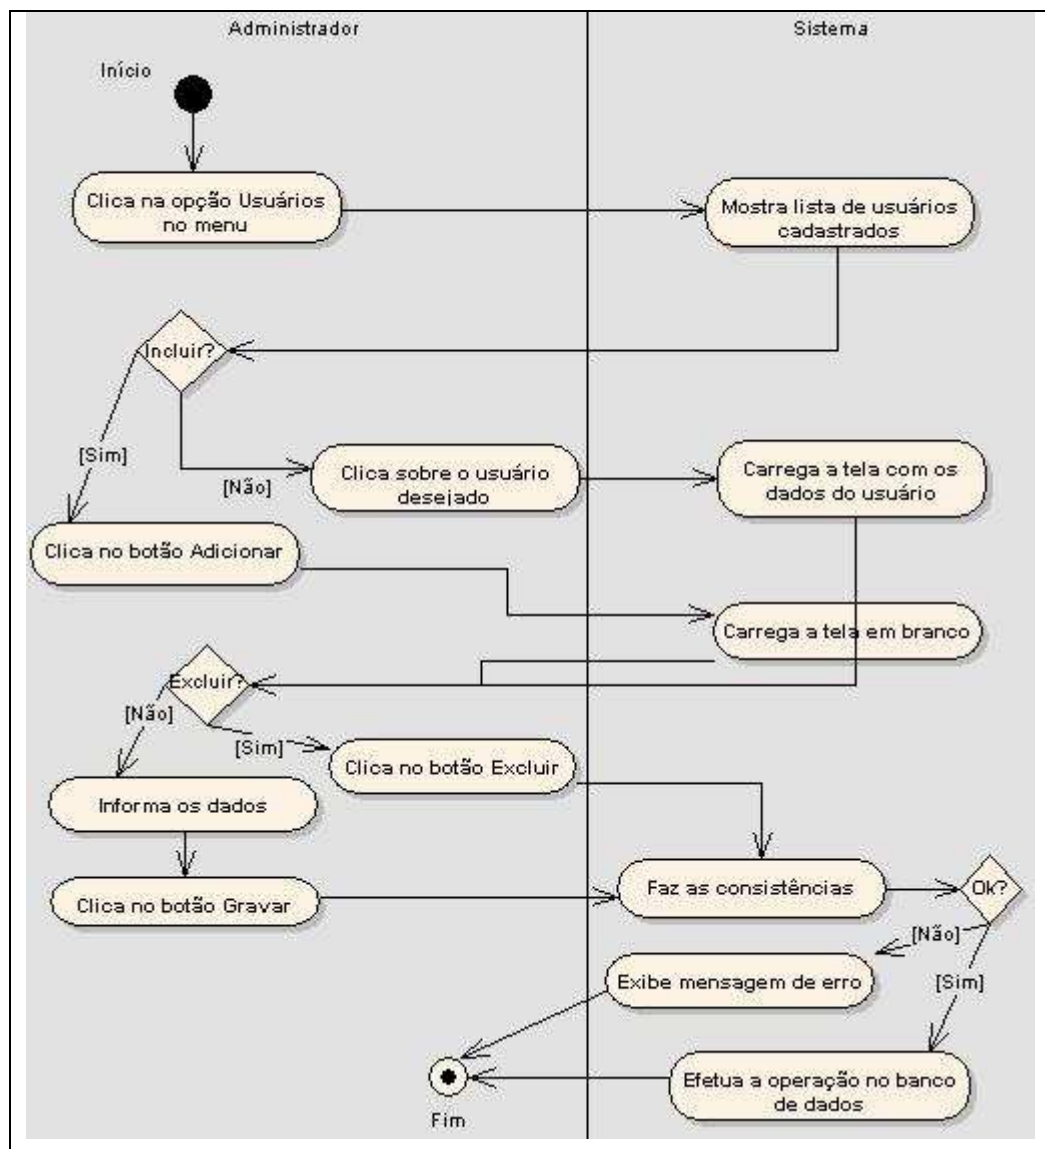 Administrador
Sistema
Início
Clica na opção Usuários
no menu
Mostra lista de usuários
cadastrados
Incluir?
[Sim]
[Não]
Clica sobre o usuário
desejado
Carrega a tela com os
dados do usuário
Clica no botão Adicionar
Carrega a tela em branco
Excluir?
[Não]
[Sim]
Clica no botão Excluir
Informa os dados
Clica no botão Gravar
Faz as consistências
Ok?
[Não]
[Sim]
Exibe mensagem de erro
Efetua a operação no banco
de dados
Fim